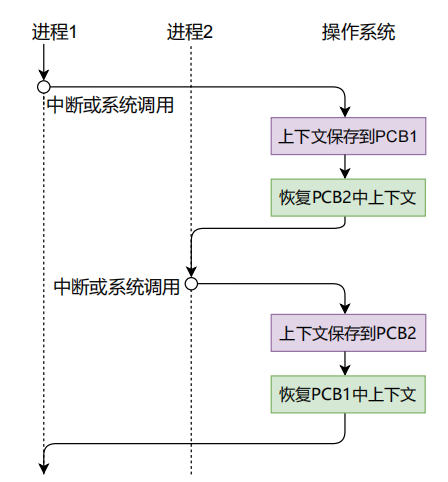 进程1
进程2
操作系统
中断或系统调用
上下文保存到PCB1
恢复PCB2中上下文
中断或系统调用
上下文保存到PCB2
恢复PCB1中上下文